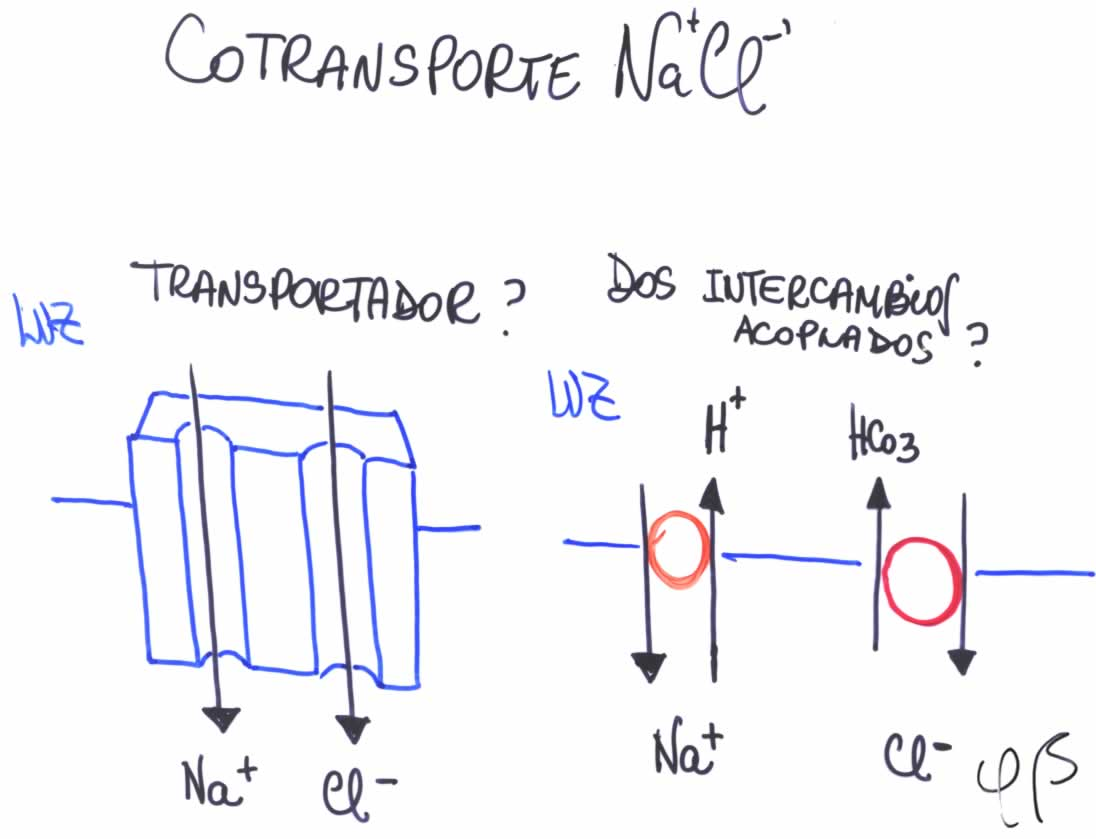 COTRANSPORTE Na⁺Cl⁻
TRANSPORTADOR ?
LUZ
Na⁺ Cl⁻
DOS INTERCAMBIOS
ACOPLADOS ?
LUZ
H⁺ HCO3
Na⁺ Cl⁻